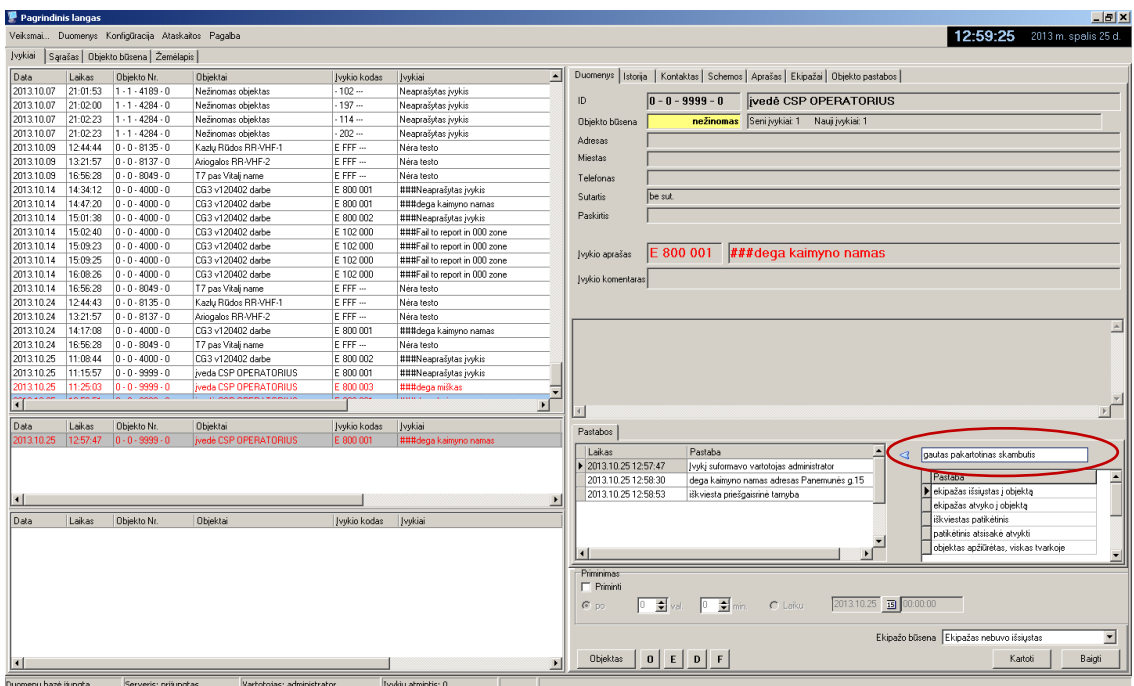 Pagrindinis langas
Veiksmai... Duomenys Konfigūracija Ataskaitos Pagalba
12:59:25 2013 m. spalis 25 d.
Įvykiai Sąrašas Objekto būsena Žemėlapis
Data Laikas Objekto Nr. Objektai Įvykio kodas Įvykiai
2013.10.07 21:01:53 1 - 1 - 4189 - 0 Nežinomas objektas - 102 --- Neaprašytas įvykis
2013.10.07 21:02:00 1 - 1 - 4284 - 0 Nežinomas objektas - 197 --- Neaprašytas įvykis
2013.10.07 21:02:23 1 - 1 - 4284 - 0 Nežinomas objektas - 114 --- Neaprašytas įvykis
2013.10.07 21:02:23 1 - 1 - 4284 - 0 Nežinomas objektas - 202 --- Neaprašytas įvykis
2013.10.09 12:44:44 0 - 0 - 8135 - 0 Kazlų Rūdos RR-VHF-1 E FFF --- Nėra testo
2013.10.09 13:21:57 0 - 0 - 8137 - 0 Ariogalos RR-VHF-2 E FFF --- Nėra testo
2013.10.09 16:56:28 0 - 0 - 8049 - 0 T7 pas Vitalį name E FFF --- Nėra testo
2013.10.14 14:34:12 0 - 0 - 4000 - 0 CG3 v120402 darbe E 800 001 ###Neaprašytas įvykis
2013.10.14 14:47:20 0 - 0 - 4000 - 0 CG3 v120402 darbe E 800 001 ###dega kaimyno namas
2013.10.14 15:01:38 0 - 0 - 4000 - 0 CG3 v120402 darbe E 800 002 ###Neaprašytas įvykis
2013.10.14 15:02:40 0 - 0 - 4000 - 0 CG3 v120402 darbe E 102 000 ###Fail to report in 000 zone
2013.10.14 15:09:23 0 - 0 - 4000 - 0 CG3 v120402 darbe E 102 000 ###Fail to report in 000 zone
2013.10.14 15:09:25 0 - 0 - 4000 - 0 CG3 v120402 darbe E 102 000 ###Fail to report in 000 zone
2013.10.14 16:08:26 0 - 0 - 4000 - 0 CG3 v120402 darbe E 102 000 ###Fail to report in 000 zone
2013.10.14 16:56:28 0 - 0 - 8049 - 0 T7 pas Vitalį name E FFF --- Nėra testo
2013.10.24 12:44:43 0 - 0 - 8135 - 0 Kazlų Rūdos RR-VHF-1 E FFF --- Nėra testo
2013.10.24 13:21:57 0 - 0 - 8137 - 0 Ariogalos RR-VHF-2 E FFF --- Nėra testo
2013.10.24 14:17:08 0 - 0 - 4000 - 0 CG3 v120402 darbe E 800 001 ###dega kaimyno namas
2013.10.24 16:56:28 0 - 0 - 8049 - 0 T7 pas Vitalį name E FFF --- Nėra testo
2013.10.25 11:08:44 0 - 0 - 4000 - 0 CG3 v120402 darbe E 800 002 ###Neaprašytas įvykis
2013.10.25 11:15:57 0 - 0 - 9999 - 0 įveda CSP OPERATORIUS E 800 001 ###Neaprašytas įvykis
2013.10.25 11:25:03 0 - 0 - 9999 - 0 įveda CSP OPERATORIUS E 800 003 ###dega miškas
Data Laikas Objekto Nr. Objektai Įvykio kodas Įvykiai
2013.10.25 12:57:47 0 - 0 - 9999 - 0 įvedė CSP OPERATORIUS E 800 001 ###dega kaimyno namas
Data Laikas Objekto Nr. Objektai Įvykio kodas Įvykiai
Duomenys Istorija Kontaktas Schemos Aprašas Ekipažai Objekto pastabos
ID 0 - 0 - 9999 - 0 įvedė CSP OPERATORIUS
Objekto būsena nežinomas Seni įvykiai: 1 Nauji įvykiai: 1
Adresas
Miestas
Telefonas
Sutartis be sut.
Paskirtis
Įvykio aprašas E 800 001 ###dega kaimyno namas
Įvykio komentaras
Pastabos
Laikas Pastaba
2013.10.25 12:57:47 Įvykį suformavo vartotojas administrator
2013.10.25 12:58:30 dega kaimyno namas adresas Panemunės g.15
2013.10.25 12:58:53 iškviesta priešgaisrinė tarnyba
gautas pakartotinas skambutis
Pastaba
ekipažas išsiųstas į objektą
ekipažas atvyko į objektą
iškviestas patikėtinis
patikėtinis atsisakė atvykti
objektas apžiūrėtas, viskas tvarkoje
Priminimas
Priminti
po 0 val. 0 min. Laiku 2013.10.25 15 00:00:00
Ekipažo būsena Ekipažas nebuvo išsiųstas
Objektas O E D F Kartoti Baigti
Duomenų bazė įjungta Serveris: prijungtas Vartotojas: administrator Įvykių atmintis: 0